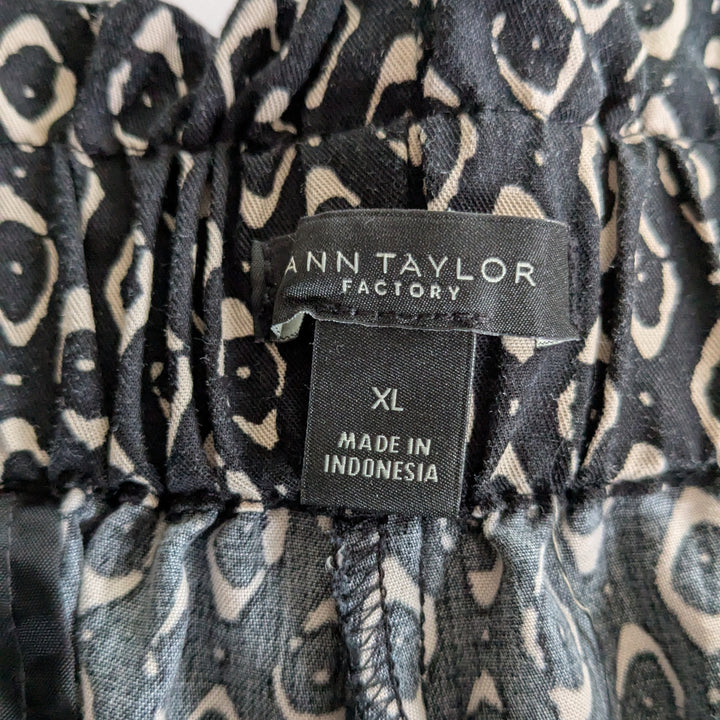 ANN TAYLOR
FACTORY
XL
MADE IN
INDONESIA